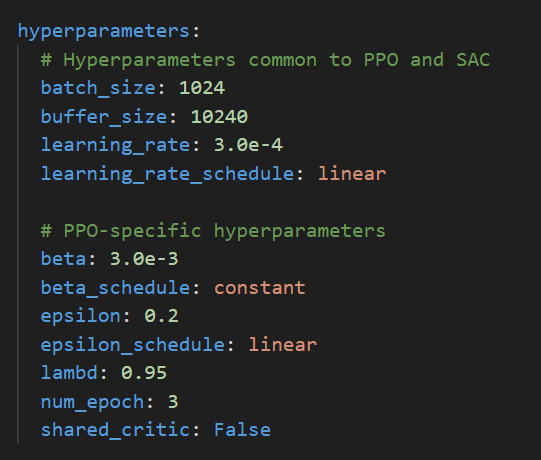 hyperparameters:
# Hyperparameters common to PPO and SAC
batch_size: 1024
buffer_size: 10240
learning_rate: 3.0e-4
learning_rate_schedule: linear
# PPO-specific hyperparameters
beta: 3.0e-3
beta_schedule: constant
epsilon: 0.2
epsilon_schedule: linear
lambd: 0.95
num_epoch: 3
shared_critic: False